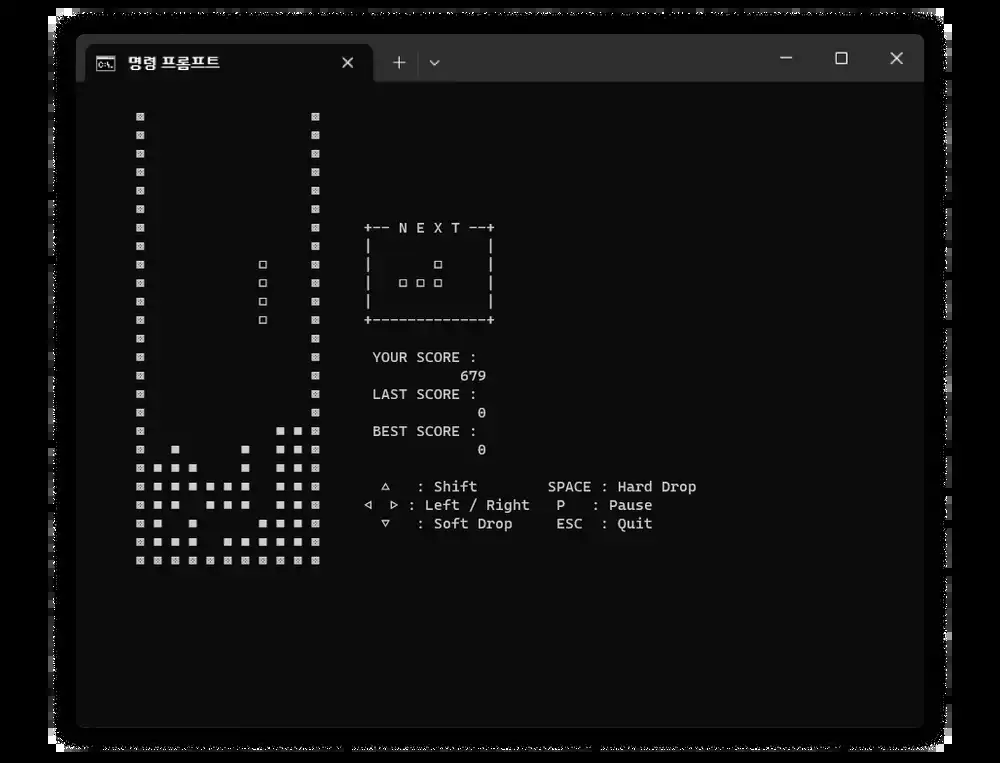 명령 프롬프트
+-- N E X T --+
YOUR SCORE :
679
LAST SCORE :
0
BEST SCORE :
0
△ : Shift SPACE : Hard Drop
◁ ▷ : Left / Right P : Pause
▽ : Soft Drop ESC : Quit